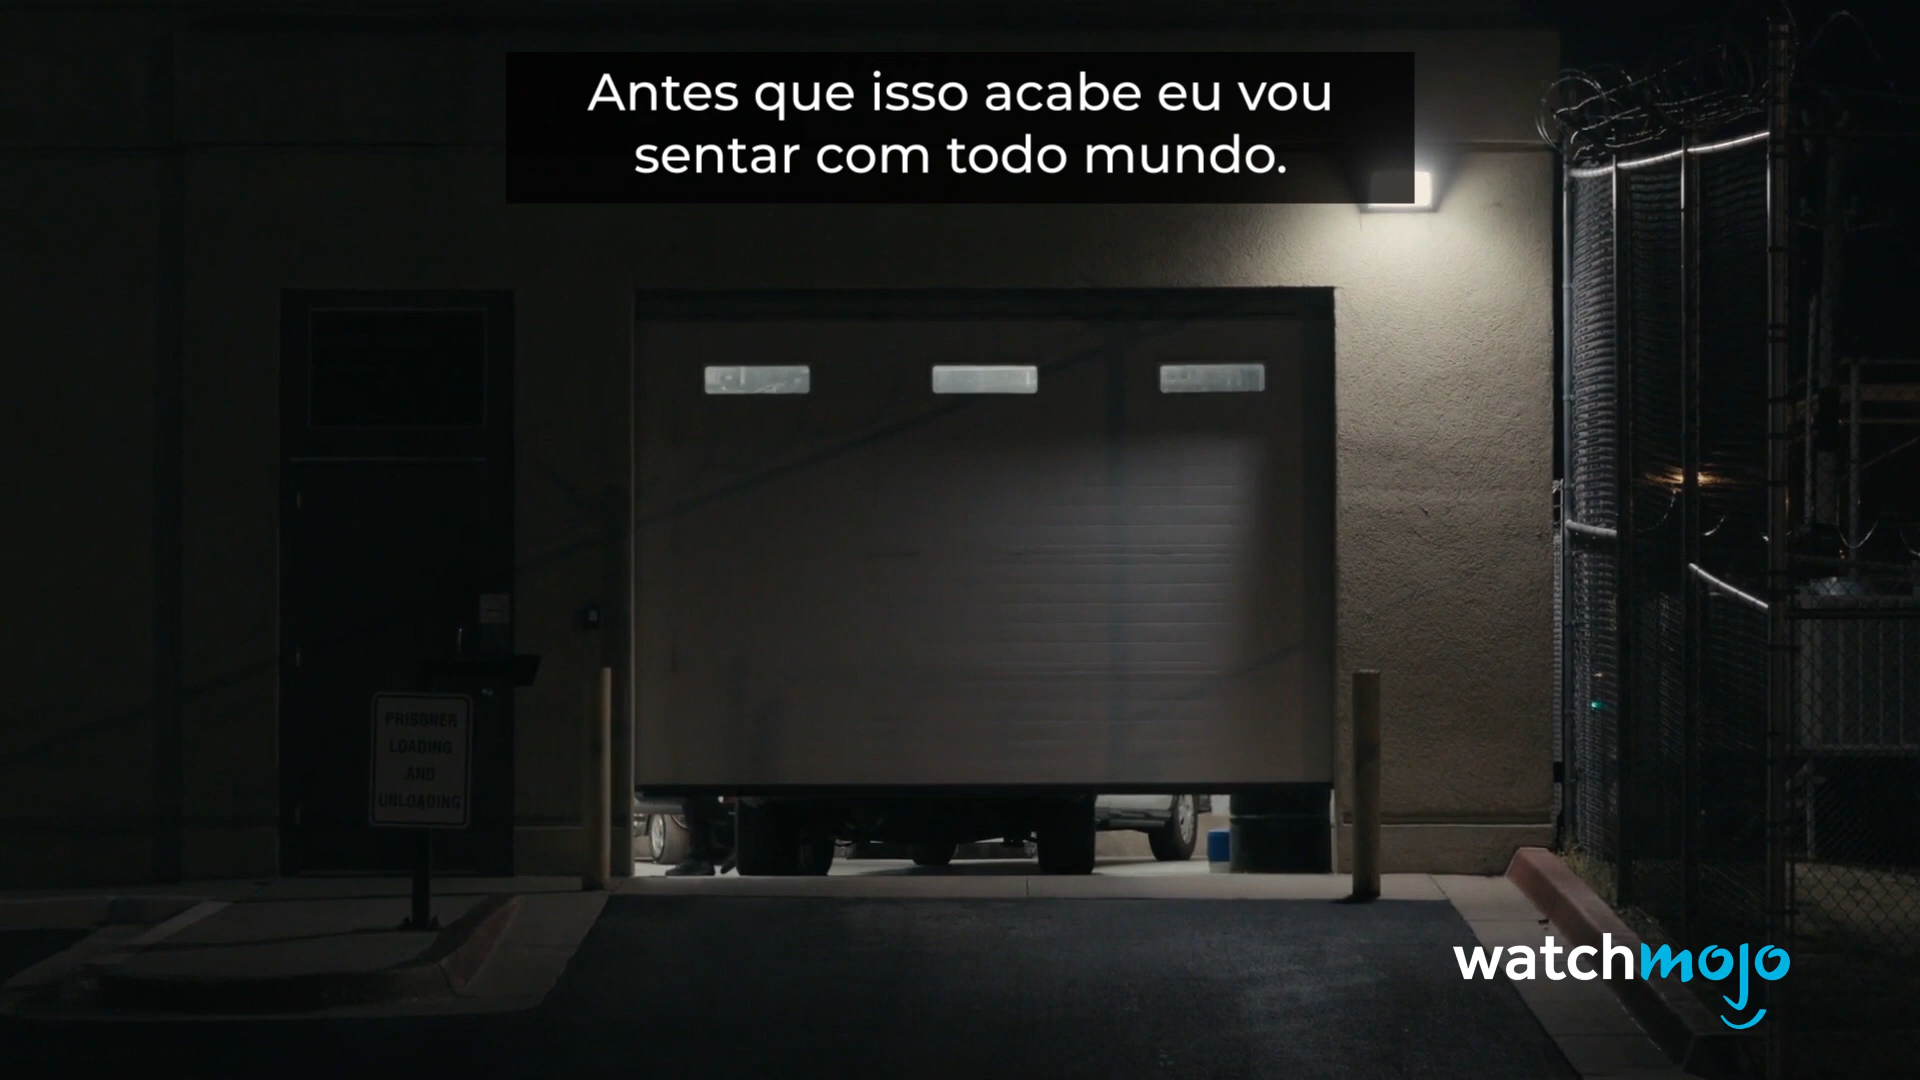 Antes que isso acabe eu vou
sentar com todo mundo.
PRISONER
LOADING
AND
UNLOADING
watchmojo